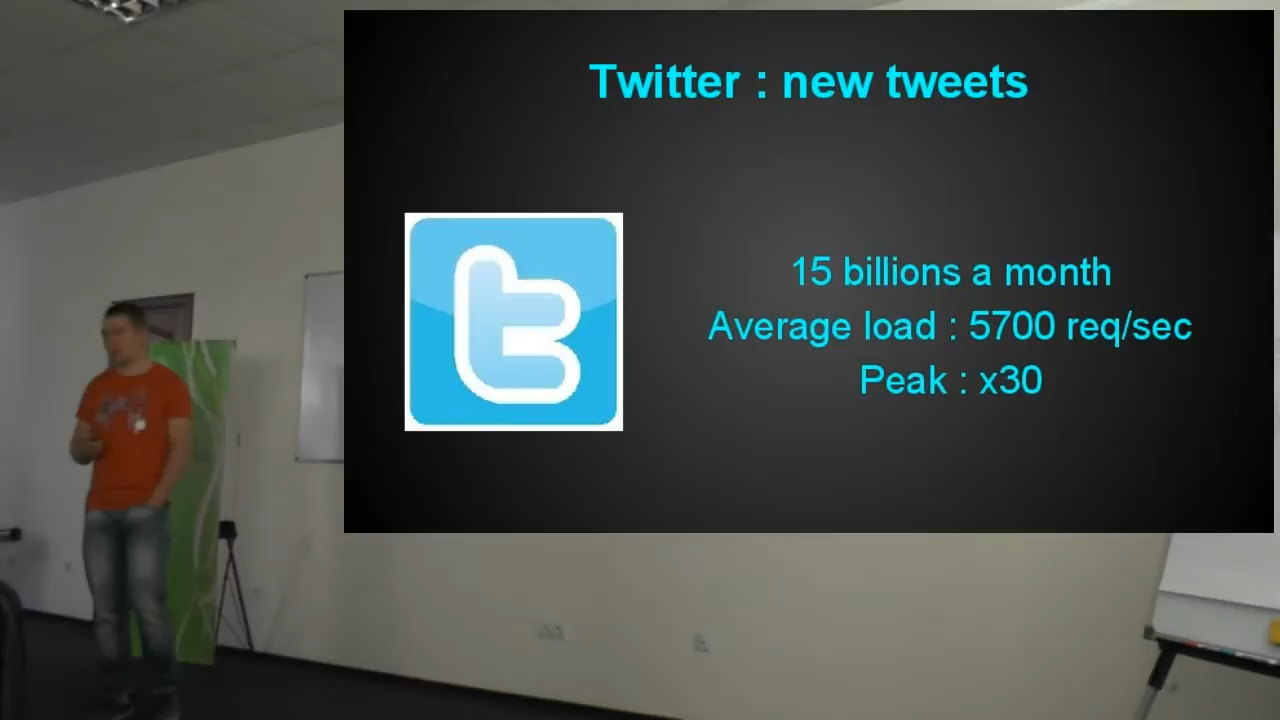 Twitter : new tweets
15 billions a month
Average load : 5700 req/sec
Peak : x30